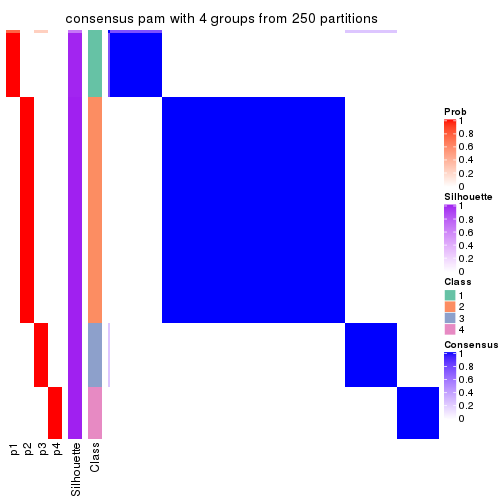 consensus pam with 4 groups from 250 partitions
Prob
1
0.8
0.6
0.4
0.2
0
Silhouette
1
0.8
0.6
0.4
0.2
0
Class
1
2
3
4
Consensus
1
0.8
0.6
0.4
0.2
0
p1
p2
p3
p4
Silhouette
Class